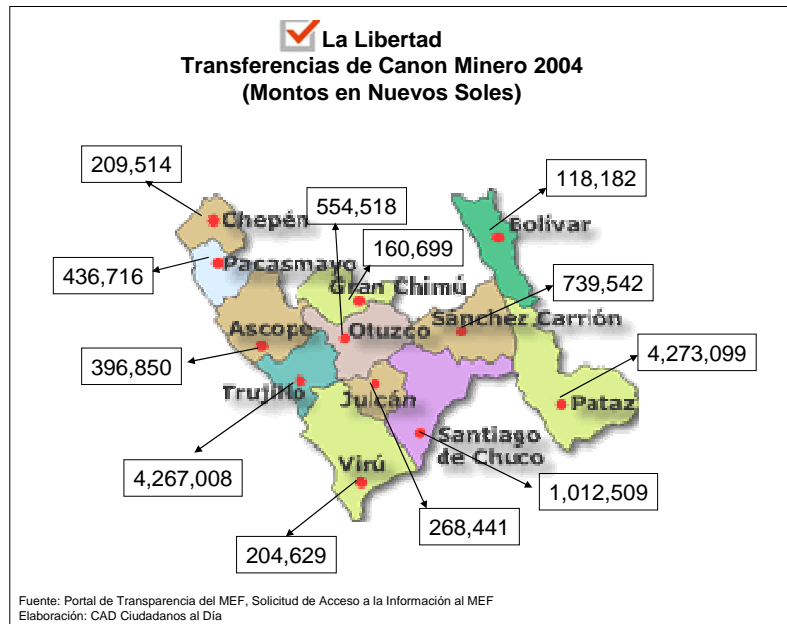 La Libertad
Transferencias de Canon Minero 2004
(Montos en Nuevos Soles)
209,514
118,182
554,518
Chepén
Bolívar
160,699
436,716
Pacasmayo
Gran Chimú
739,542
Ascope
Otuzco
Sánchez Carrión
396,850
4,273,099
Trujillo
Julcán
Pataz
Santiago
de Chuco
Virú
4,267,008
1,012,509
268,441
204,629
Fuente: Portal de Transparencia del MEF, Solicitud de Acceso a la Información al MEF
Elaboración: CAD Ciudadanos al Día